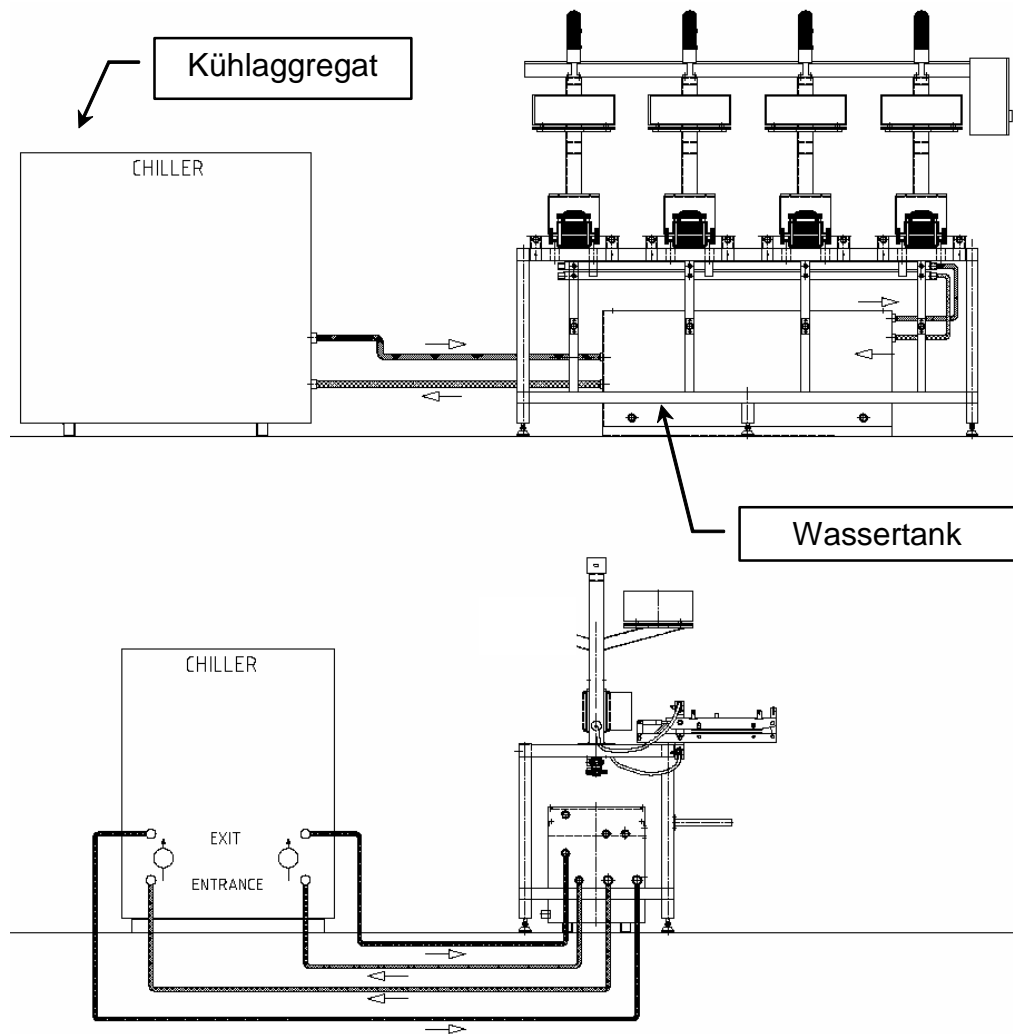 Kühlaggregat
CHILLER
Wassertank
CHILLER
EXIT
ENTRANCE